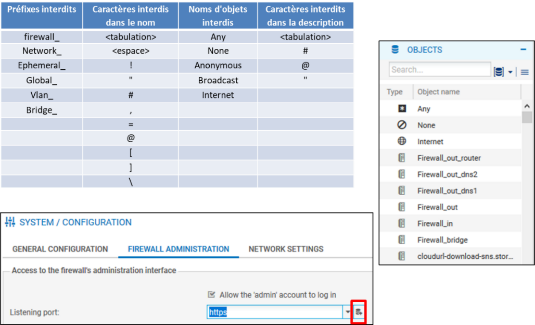 Préfixes interdits Caractères interdis dans le nom Noms d'objets interdis Caractères interdits dans la description
firewall_ <tabulation> Any <tabulation>
Network_ <espace> None #
Ephemeral_ ! Anonymous @
Global_ " Broadcast "
Vlan_ # Internet
Bridge_ ,
=
@
[
]
\
OBJECTS
Search...
Type Object name
Any
None
Internet
Firewall_out_router
Firewall_out_dns2
Firewall_out_dns1
Firewall_out
Firewall_in
Firewall_bridge
cloudurl-download-sns.stor...
SYSTEM / CONFIGURATION
GENERAL CONFIGURATION FIREWALL ADMINISTRATION NETWORK SETTINGS
Access to the firewall's administration interface
Allow the 'admin' account to log in
Listening port: https